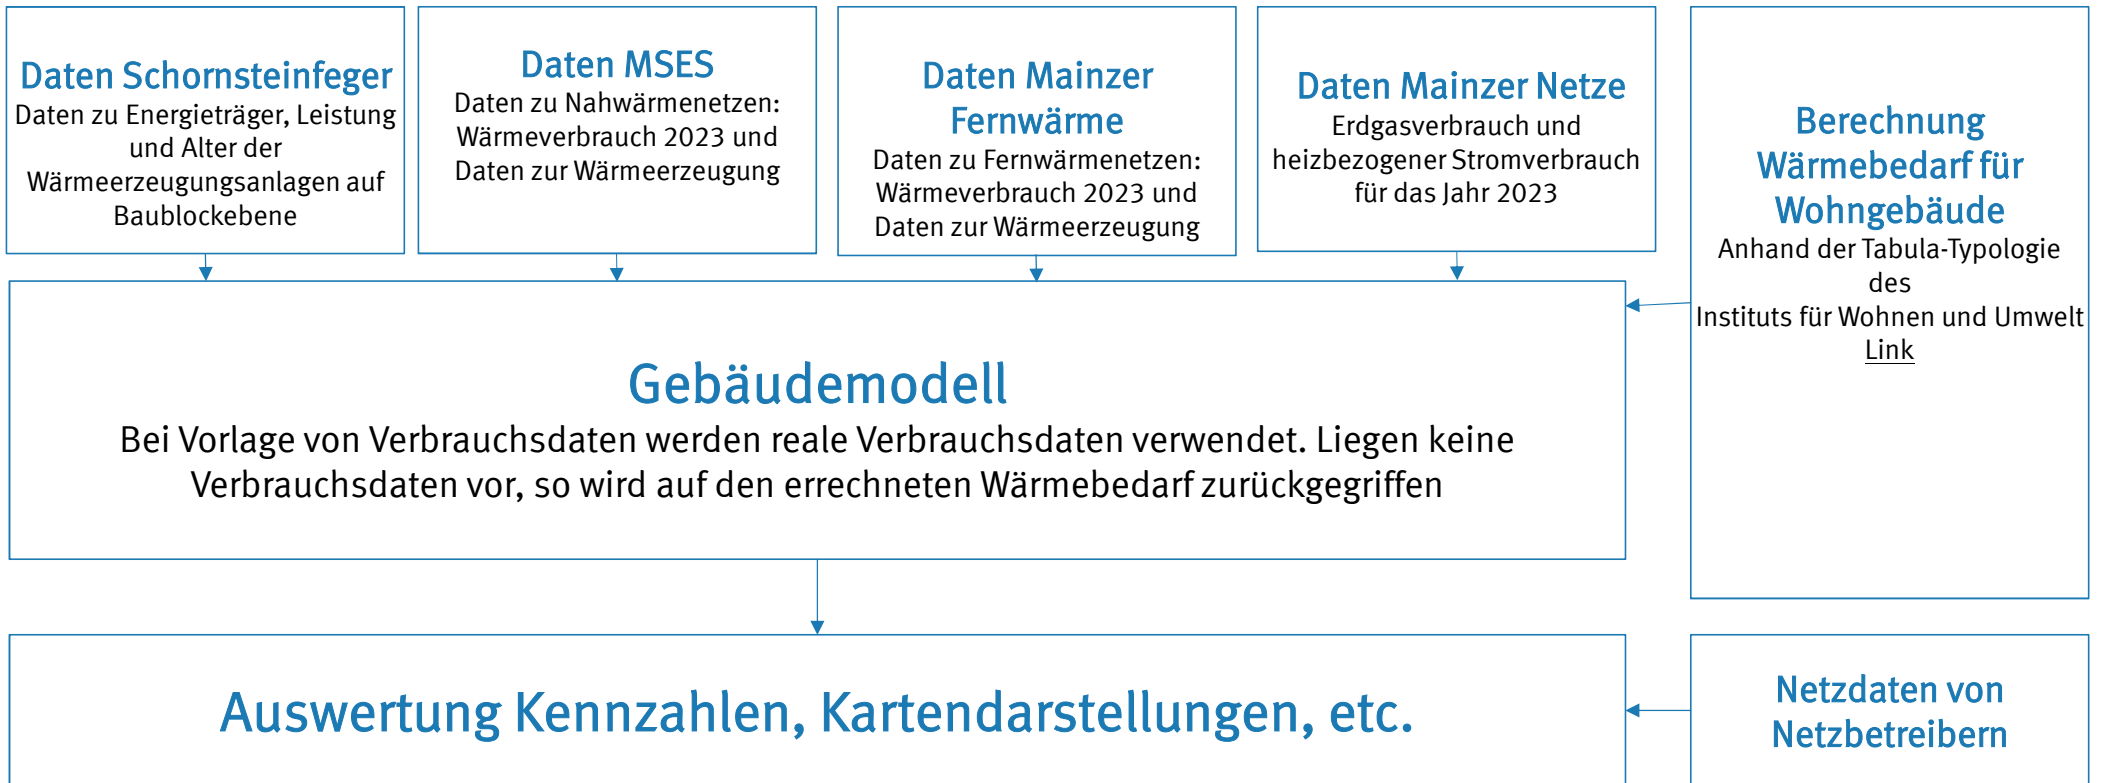 Daten Schornsteinfeger
Daten zu Energieträger, Leistung
und Alter der
Wärmeerzeugungsanlagen auf
Baublockebene
Daten MSES
Daten zu Nahwärmenetzen:
Wärmeverbrauch 2023 und
Daten zur Wärmeerzeugung
Daten Mainzer
Fernwärme
Daten zu Fernwärmenetzen:
Wärmeverbrauch 2023 und
Daten zur Wärmeerzeugung
Daten Mainzer Netze
Erdgasverbrauch und
heizbezogener Stromverbrauch
für das Jahr 2023
Berechnung
Wärmebedarf für
Wohngebäude
Anhand der Tabula-Typologie
des
Instituts für Wohnen und Umwelt
Link
Gebäudemodell
Bei Vorlage von Verbrauchsdaten werden reale Verbrauchsdaten verwendet. Liegen keine
Verbrauchsdaten vor, so wird auf den errechneten Wärmebedarf zurückgegriffen
Auswertung Kennzahlen, Kartendarstellungen, etc.
Netzdaten von
Netzbetreibern